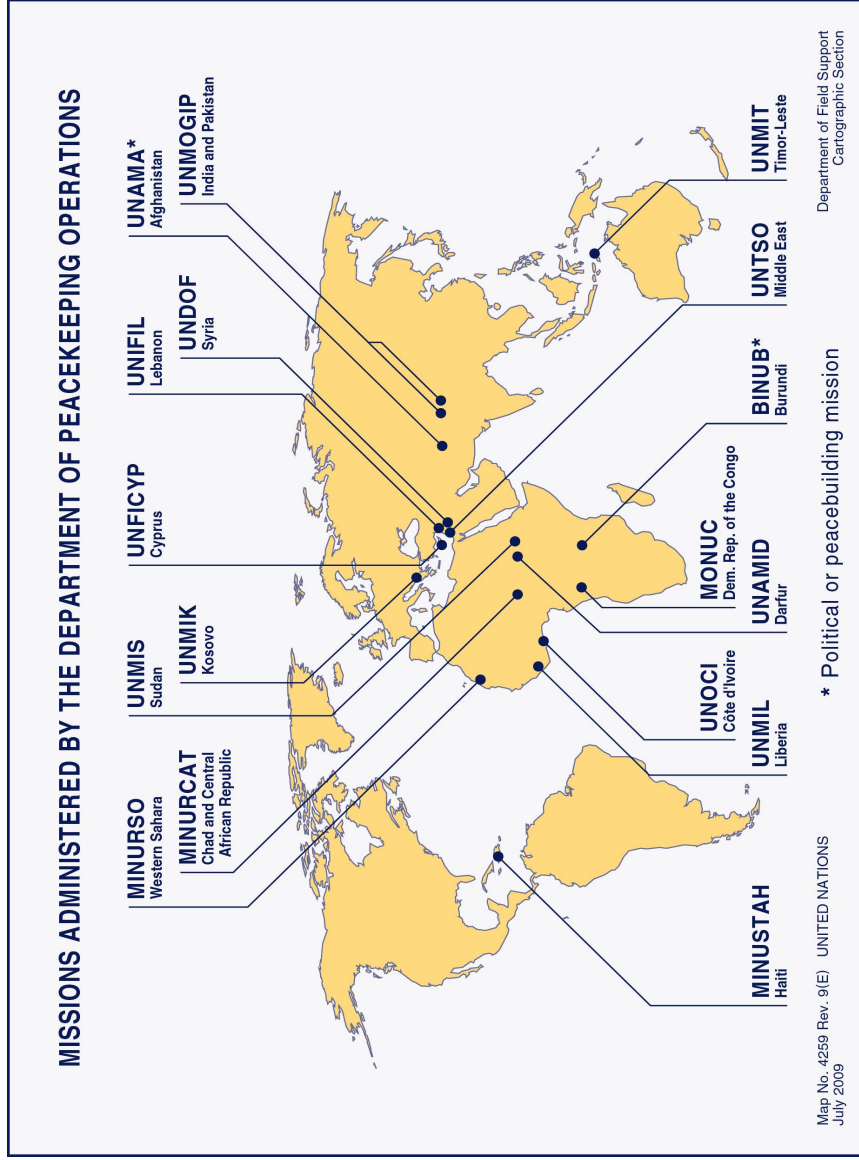 MISSIONS ADMINISTERED BY THE DEPARTMENT OF PEACEKEEPING OPERATIONS
MINURSO
Western Sahara
MINURCAT
Chad and Central
African Republic
UNMIS
Sudan
UNMIK
Kosovo
UNFICYP
Cyprus
UNIFIL
Lebanon
UNDOF
Syria
UNAMA*
Afghanistan
UNMOGIP
India and Pakistan
MINUSTAH
Haiti
UNOCI
Côte d'Ivoire
UNMIL
Liberia
MONUC
Dem. Rep. of the Congo
UNAMID
Darfur
BINUB*
Burundi
UNTSO
Middle East
UNMIT
Timor-Leste
* Political or peacebuilding mission
Map No. 4259 Rev. 9(E) UNITED NATIONS
July 2009
Department of Field Support
Cartographic Section